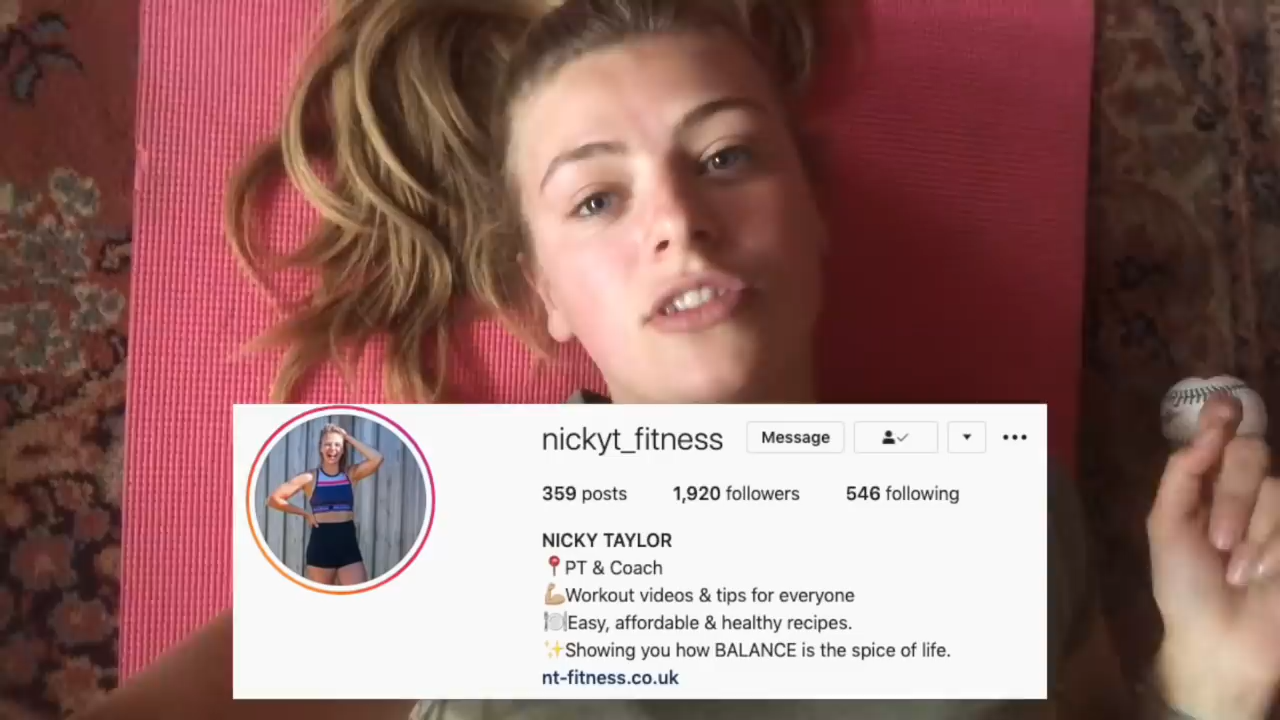 nickyt_fitness Message
359 posts 1,920 followers 546 following
NICKY TAYLOR
📍PT & Coach
💪🏼Workout videos & tips for everyone
🍽Easy, affordable & healthy recipes.
✨Showing you how BALANCE is the spice of life.
nt-fitness.co.uk